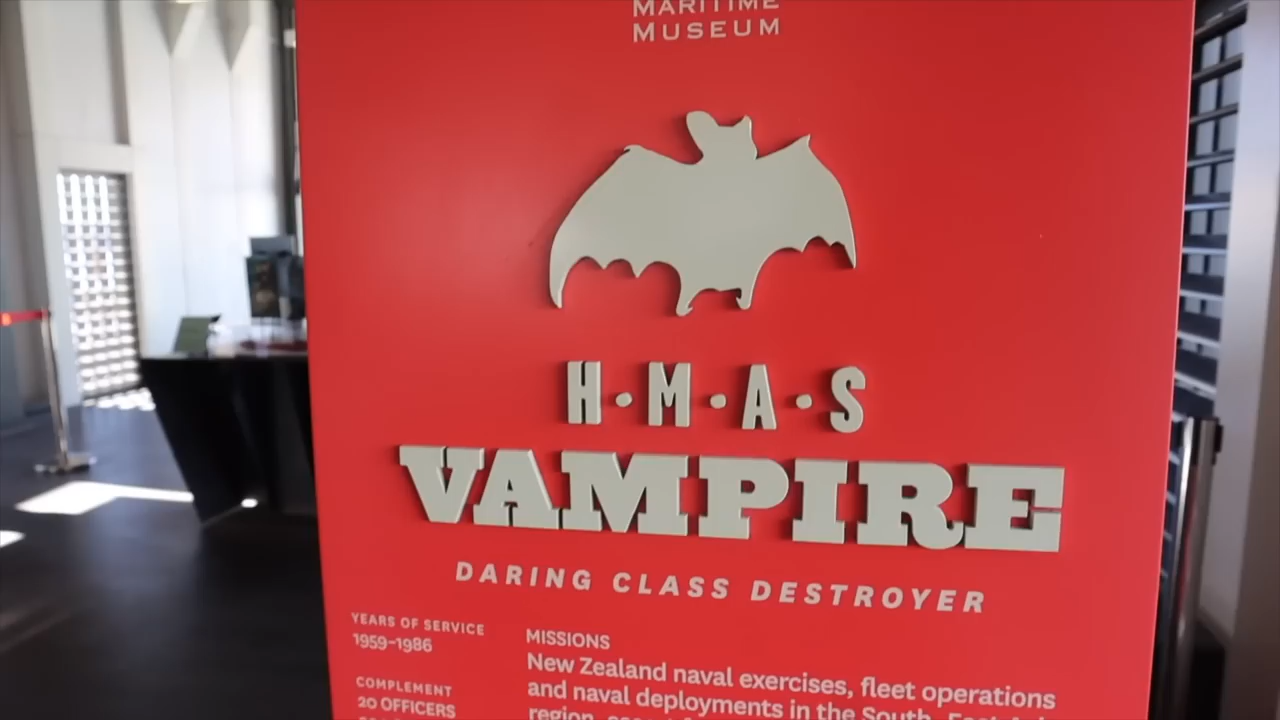 MARITIME
MUSEUM
H·M·A·S
VAMPIRE
DARING CLASS DESTROYER
YEARS OF SERVICE
1959–1986
COMPLEMENT
20 OFFICERS
MISSIONS
New Zealand naval exercises, fleet operations
and naval deployments in the South-East
region,